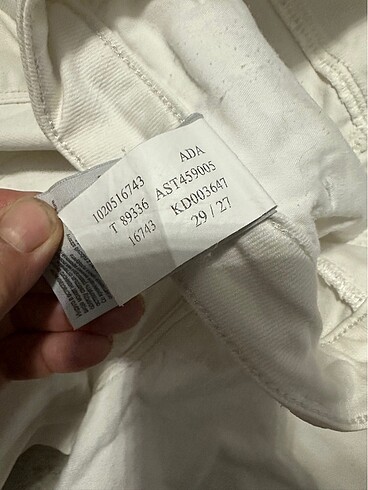 ADA
1020516743 AST459005
T 89336 KD003647
16743 29 / 27